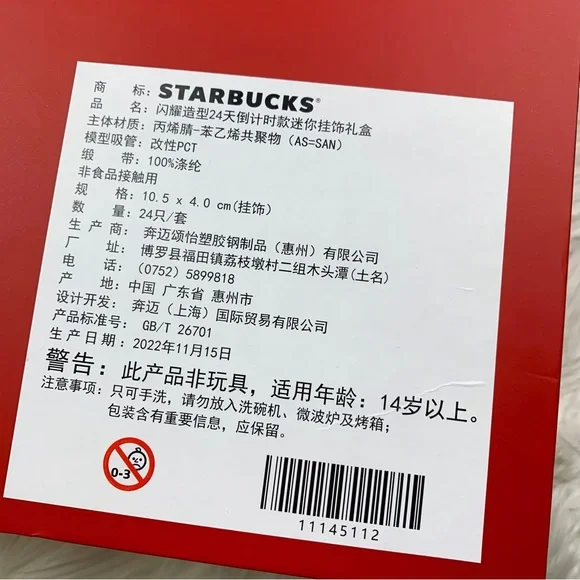 商 标: STARBUCKS®
品 名: 闪耀造型24天倒计时款迷你挂饰礼盒
主体材质: 丙烯腈-苯乙烯共聚物（AS=SAN）
模型吸管: 改性PCT
缎 带: 100%涤纶
非食品接触用
规 格: 10.5 x 4.0 cm(挂饰)
数 量: 24只/套
生 产 商: 奔迈颂怡塑胶钢制品（惠州）有限公司
厂 址: 博罗县福田镇荔枝墩村二组木头潭(土名)
电 话: (0752) 5899818
产 地: 中国 广东省 惠州市
设计开发: 奔迈（上海）国际贸易有限公司
产品标准号: GB/T 26701
生产日期: 2022年11月15日
警告: 此产品非玩具，适用年龄: 14岁以上。
注意事项: 只可手洗，请勿放入洗碗机、微波炉及烤箱；
包装含有重要信息，应保留。
0-3
11145112